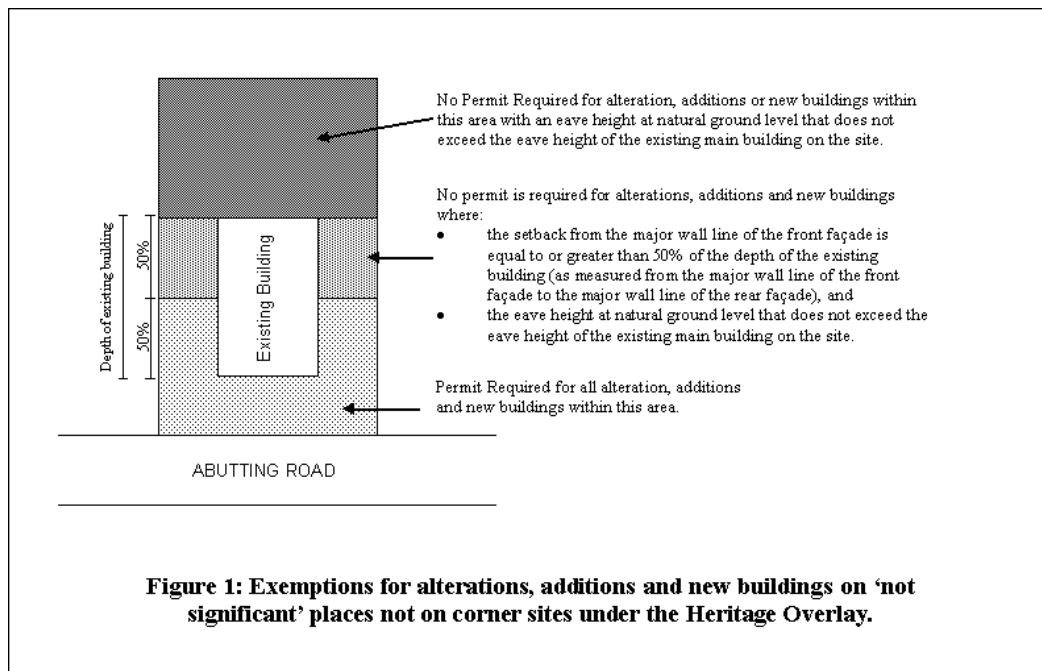 No Permit Required for alteration, additions or new buildings within
this area with an eave height at natural ground level that does not
exceed the eave height of the existing main building on the site.
No permit is required for alterations, additions and new buildings
where:
• the setback from the major wall line of the front façade is
equal to or greater than 50% of the depth of the existing
building (as measured from the major wall line of the front
façade to the major wall line of the rear façade), and
• the eave height at natural ground level that does not exceed the
eave height of the existing main building on the site.
Depth of existing building
50%
50%
Existing Building
Permit Required for all alteration, additions
and new buildings within this area.
ABUTTING ROAD
Figure 1: Exemptions for alterations, additions and new buildings on ‘not
significant’ places not on corner sites under the Heritage Overlay.